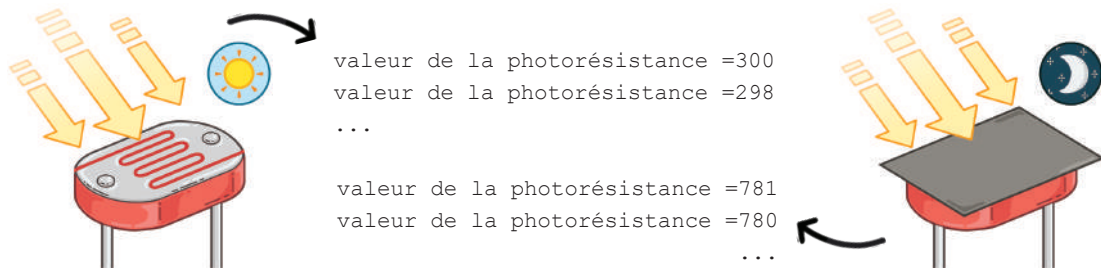 valeur de la photorésistance =300
valeur de la photorésistance =298
...
valeur de la photorésistance =781
valeur de la photorésistance =780
...